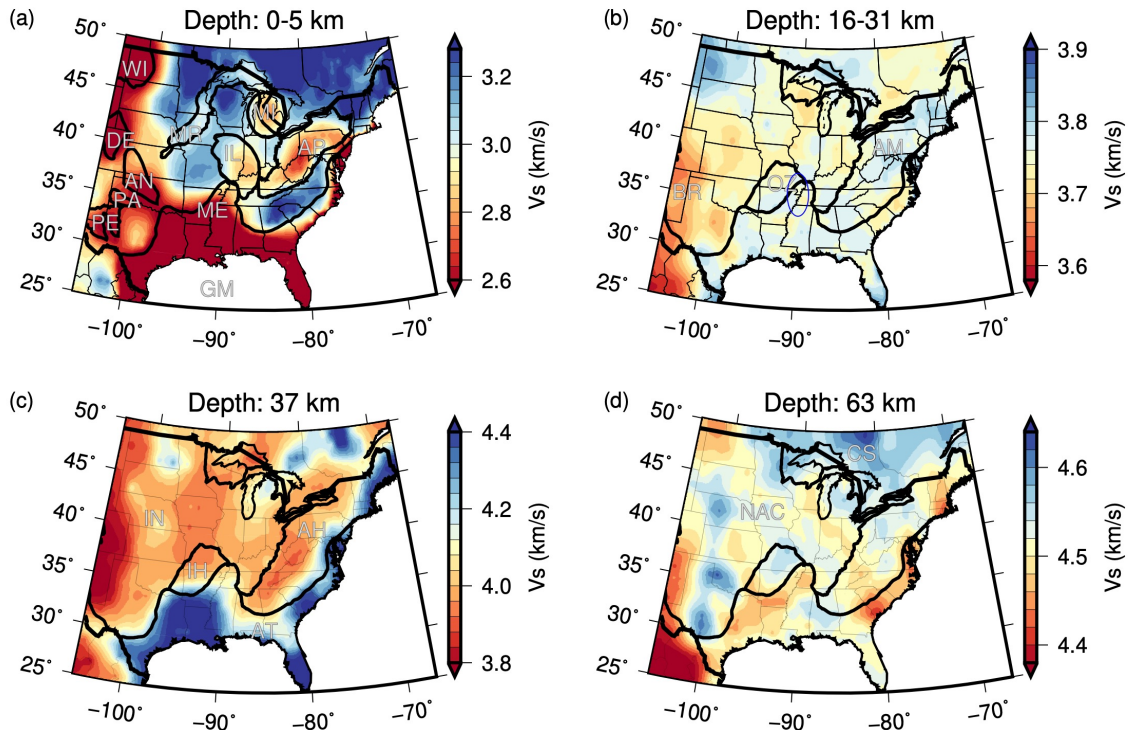 (a) Depth: 0-5 km
50˚
45˚
40˚
35˚
30˚
25˚
−100˚ −90˚ −80˚ −70˚
WI
DE
AN
PA
PE
MR
IL
MI
AP
ME
GM
3.2
3.0
2.8
2.6
Vs (km/s)
(b) Depth: 16-31 km
50˚
45˚
40˚
35˚
30˚
25˚
−100˚ −90˚ −80˚ −70˚
AM
BR
3.9
3.8
3.7
3.6
Vs (km/s)
(c) Depth: 37 km
50˚
45˚
40˚
35˚
30˚
25˚
−100˚ −90˚ −80˚ −70˚
IN
AH
IH
AT
4.4
4.2
4.0
3.8
Vs (km/s)
(d) Depth: 63 km
50˚
45˚
40˚
35˚
30˚
25˚
−100˚ −90˚ −80˚ −70˚
CS
NAC
4.6
4.5
4.4
Vs (km/s)